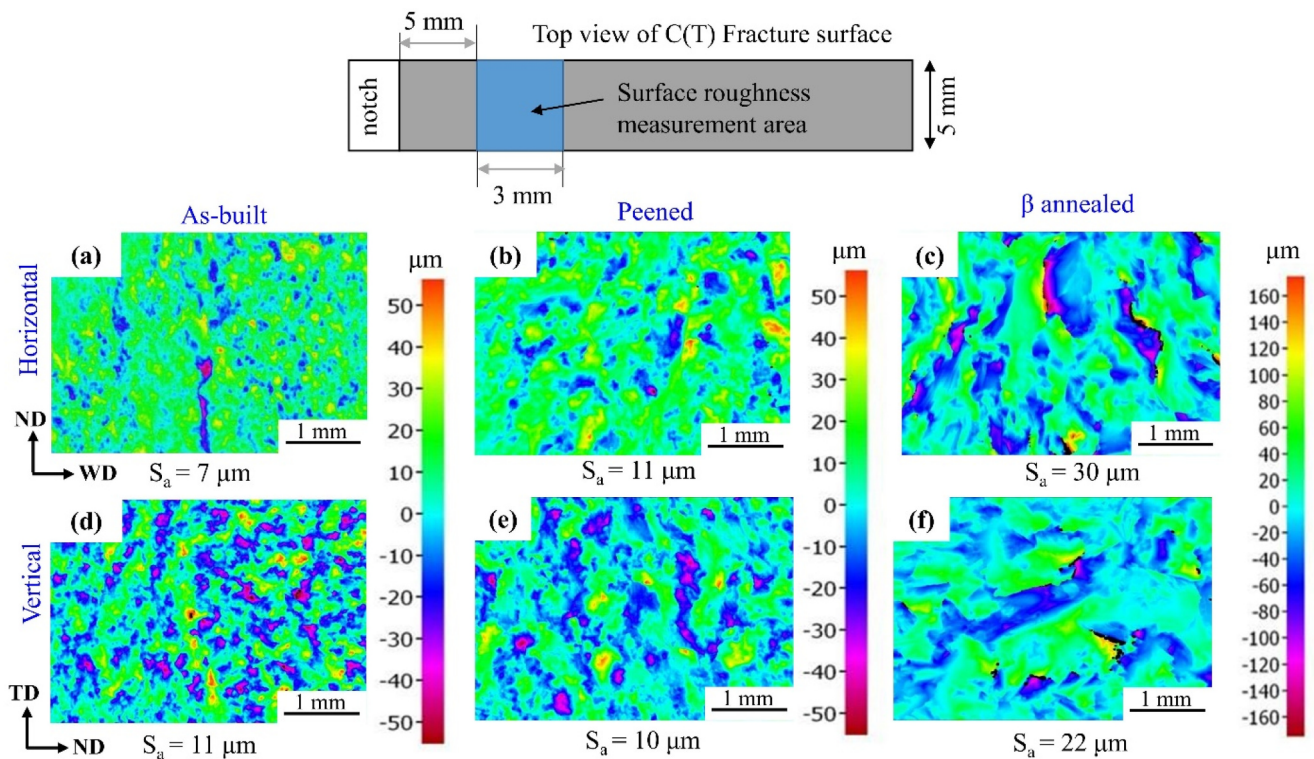 5 mm
Top view of C(T) Fracture surface
notch
Surface roughness
measurement area
5 mm
3 mm
As-built
Peened
β annealed
Horizontal
(a)
(b)
(c)
μm
50
40
30
20
10
0
-10
-20
-30
-40
-50
μm
50
40
30
20
10
0
-10
-20
-30
-40
-50
μm
160
140
120
100
80
60
40
20
0
-20
-40
-60
-80
-100
-120
-140
-160
ND
WD
1 mm
1 mm
1 mm
Sa = 7 μm
Sa = 11 μm
Sa = 30 μm
Vertical
(d)
(e)
(f)
TD
ND
1 mm
1 mm
1 mm
Sa = 11 μm
Sa = 10 μm
Sa = 22 μm